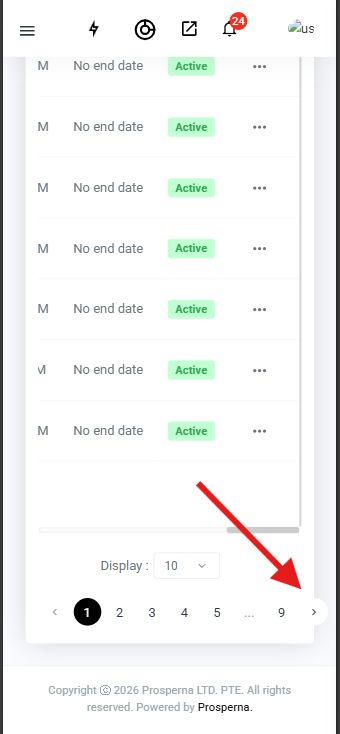 24
us
M No end date Active ...
M No end date Active ...
M No end date Active ...
M No end date Active ...
M No end date Active ...
M No end date Active ...
M No end date Active ...
Display : 10
‹ 1 2 3 4 5 ... 9 ›
Copyright © 2026 Prosperna LTD. PTE. All rights
reserved. Powered by Prosperna.